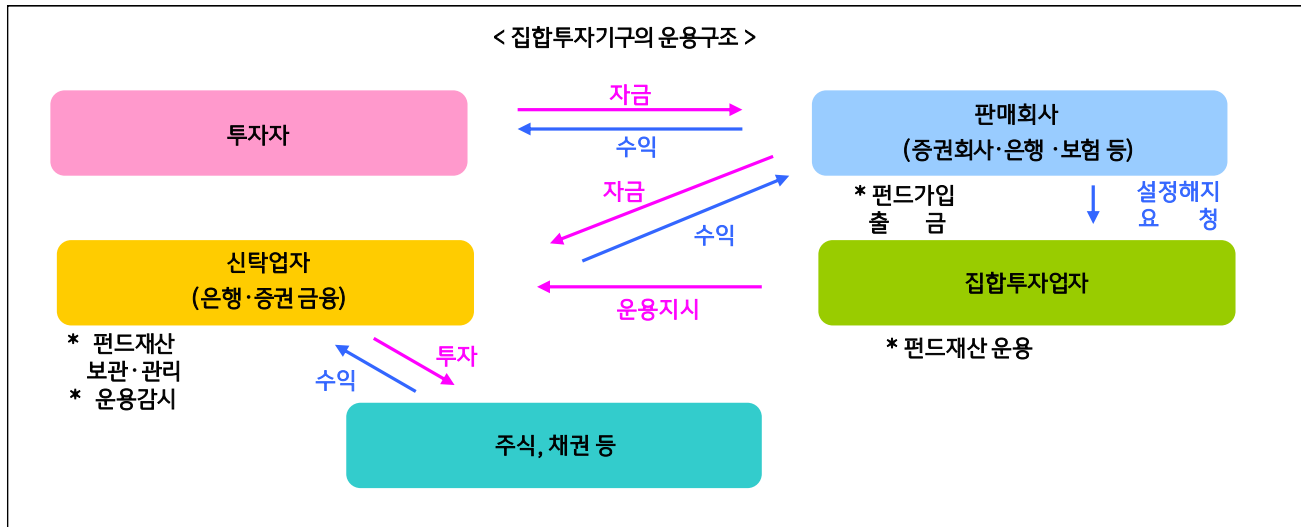 < 집합투자기구의 운용구조 >
자금
투자자
수익
판매회사
(증권회사·은행 ·보험 등)
자금
수익
* 펀드가입
출 금
설정해지
요 청
신탁업자
(은행·증권 금융)
운용지시
집합투자업자
* 펀드재산
보관·관리
* 운용감시
* 펀드재산 운용
투자
수익
주식, 채권 등